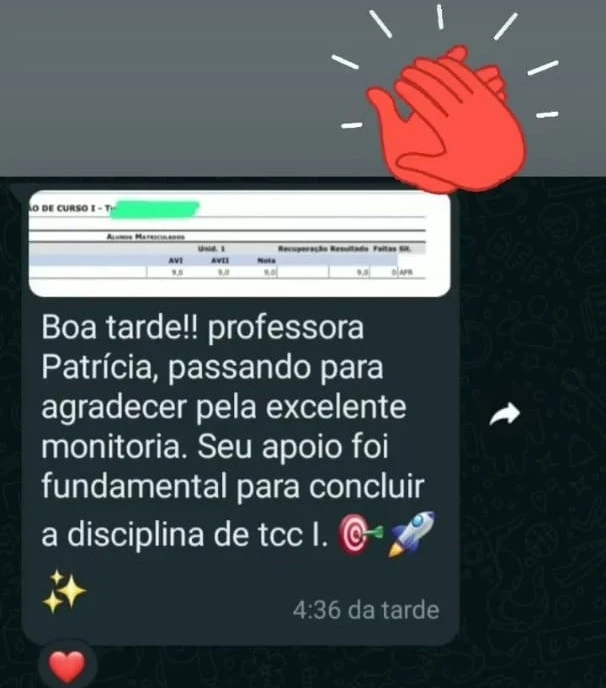 ÃO DE CURSO I - T
ALUNOS MATRICULADOS
Unid. 1 Recuperação Resultado Faltas Sit.
AVI AVII Nota
9,0 9,0 9,0 9,0 0 APR
Boa tarde!! professora
Patrícia, passando para
agradecer pela excelente
monitoria. Seu apoio foi
fundamental para concluir
a disciplina de tcc I. 🎯🚀
✨
4:36 da tarde